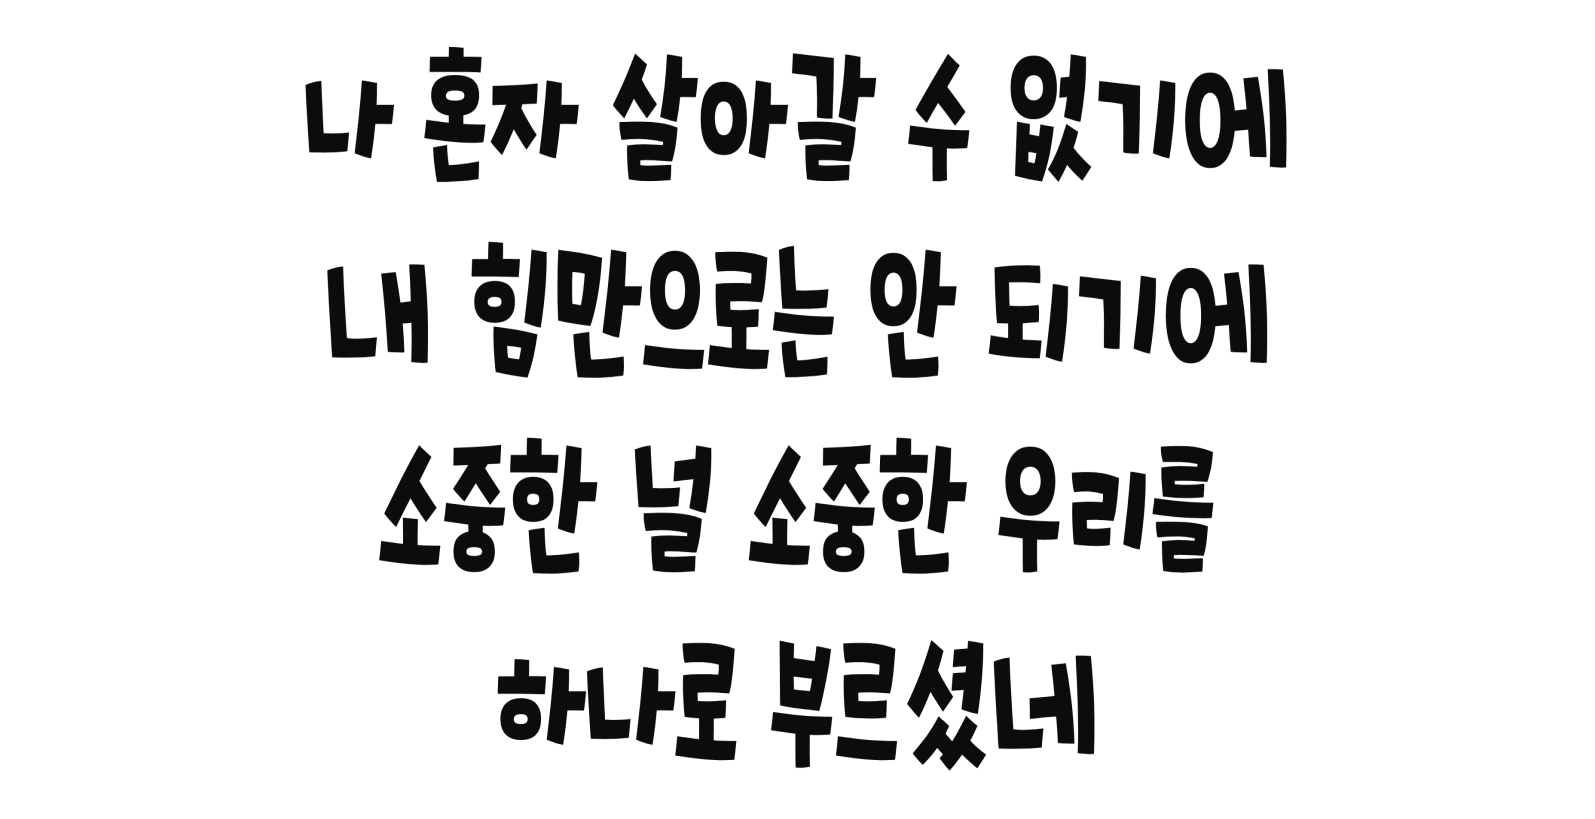 나 혼자 살아갈 수 없기에
내 힘만으로는 안 되기에
소중한 널 소중한 우리를
하나로 부르셨네